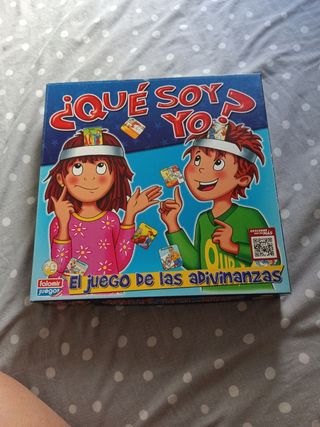 ¿QUÉ SOY
YO?
EL JUEGO DE LAS ADIVINANZAS
falomir
juegos